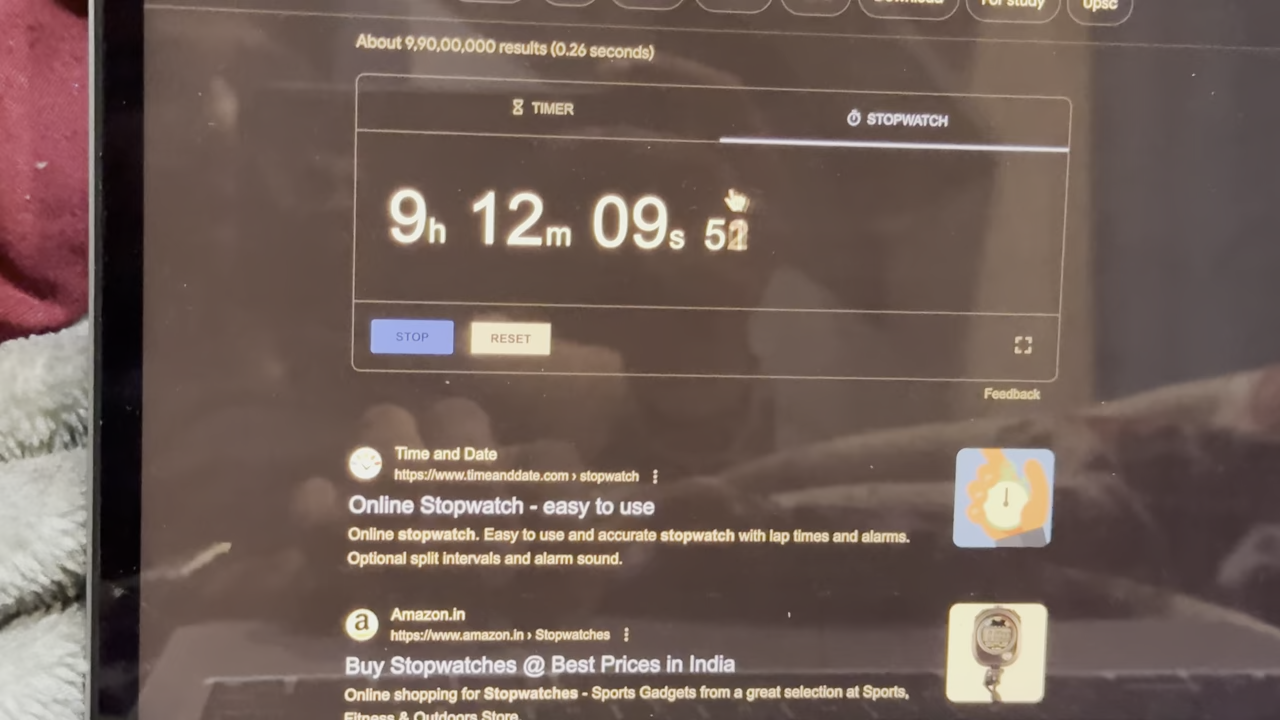 Download For study Upsc
About 9,90,00,000 results (0.26 seconds)
TIMER
STOPWATCH
9h 12m 09s
STOP RESET
Feedback
Time and Date
https://www.timeanddate.com › stopwatch
Online Stopwatch - easy to use
Online stopwatch. Easy to use and accurate stopwatch with lap times and alarms.
Optional split intervals and alarm sound.
a Amazon.in
https://www.amazon.in › Stopwatches
Buy Stopwatches @ Best Prices in India
Online shopping for Stopwatches - Sports Gadgets from a great selection at Sports,
Fitness & Outdoors Store.